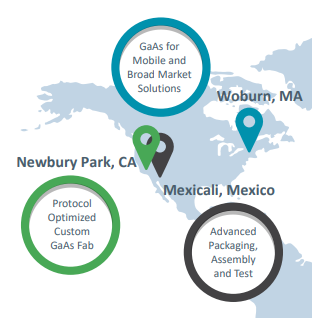 GaAs for
Mobile and
Broad Market
Solutions
Woburn, MA
Newbury Park, CA
Mexicali, Mexico
Protocol
Optimized
Custom
GaAs Fab
Advanced
Packaging,
Assembly
and Test